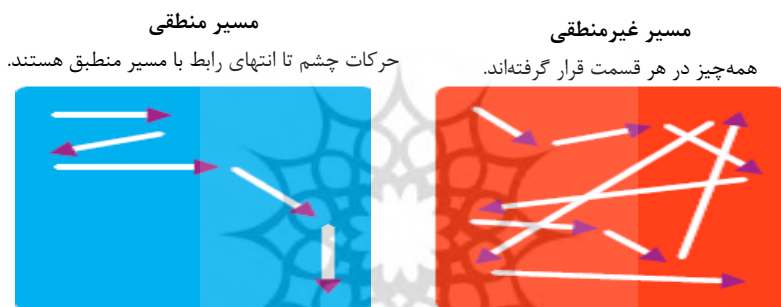 مسیر غیرمنطقی
همه‌چیز در هر قسمت قرار گرفته‌اند.
مسیر منطقی
حرکات چشم تا انتهای رابط با مسیر منطبق هستند.